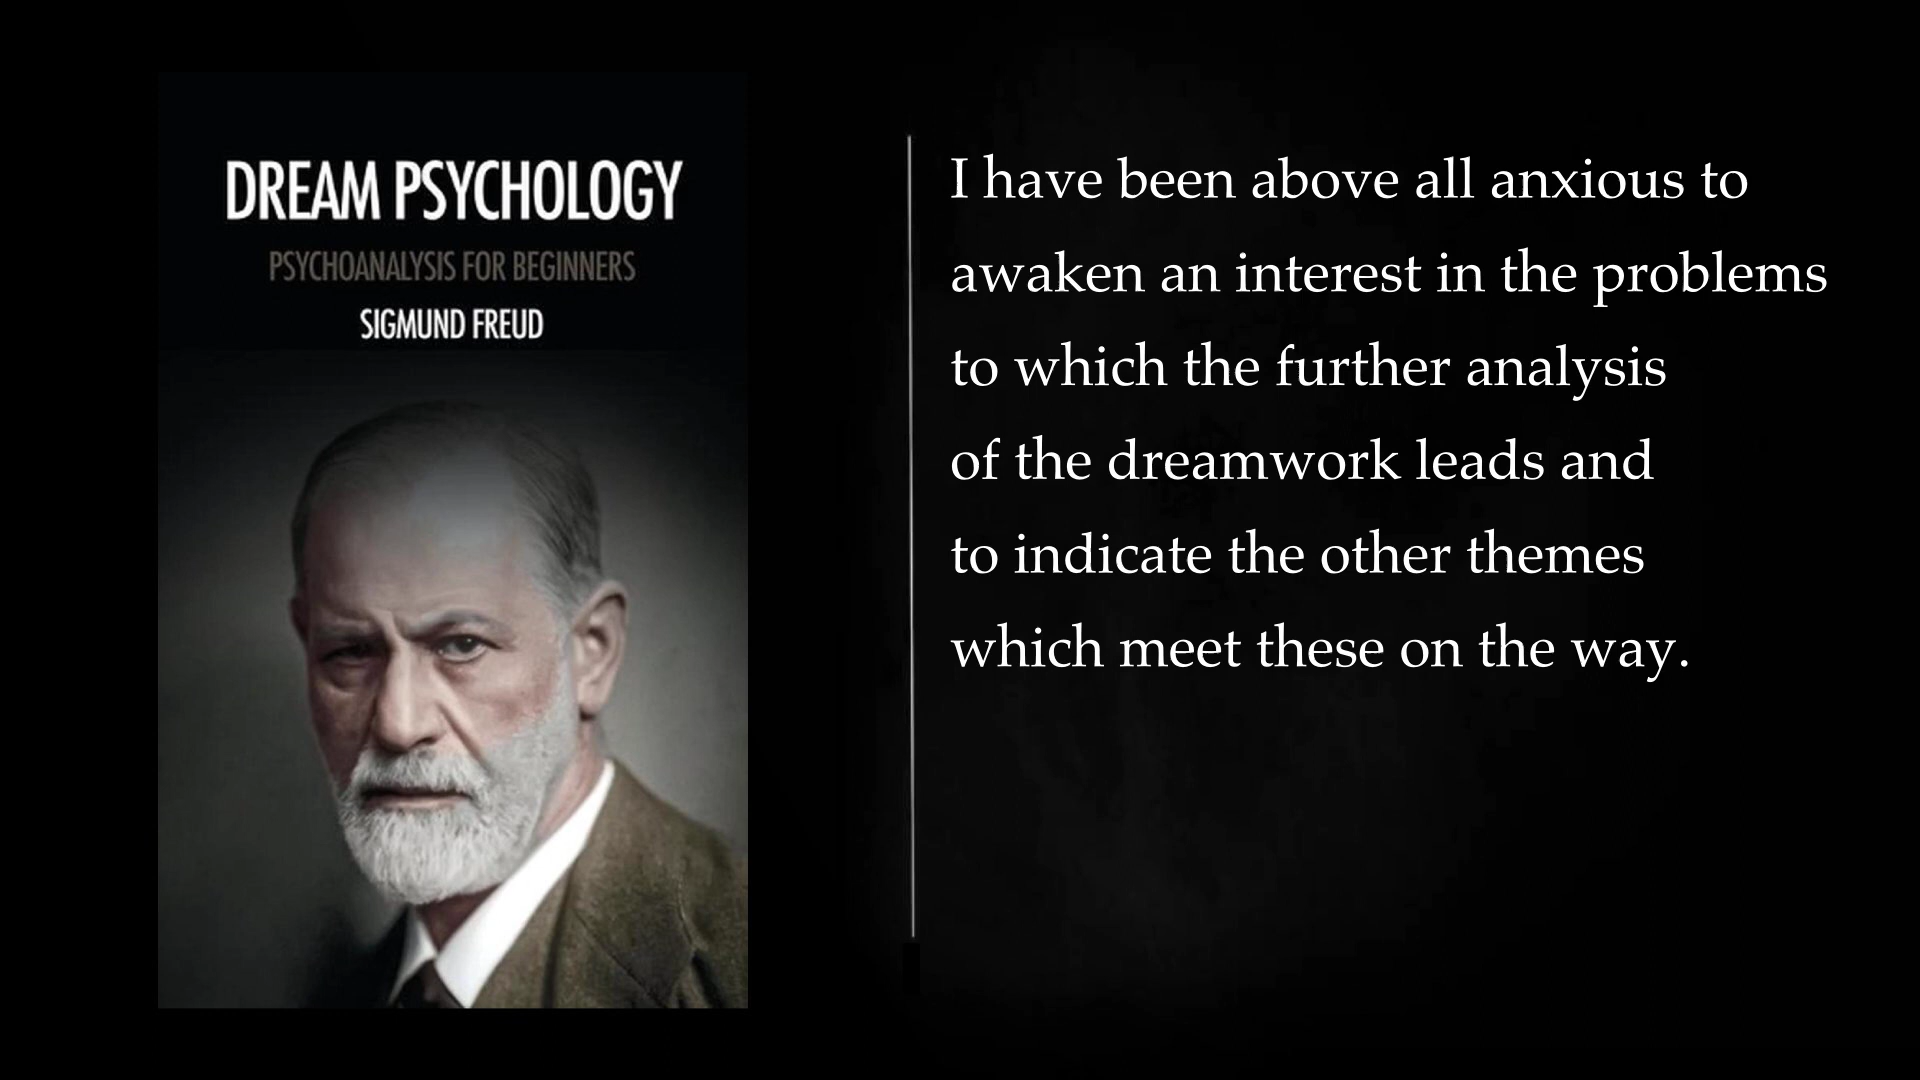 DREAM PSYCHOLOGY
PSYCHOANALYSIS FOR BEGINNERS
SIGMUND FREUD
I have been above all anxious to
awaken an interest in the problems
to which the further analysis
of the dreamwork leads and
to indicate the other themes
which meet these on the way.